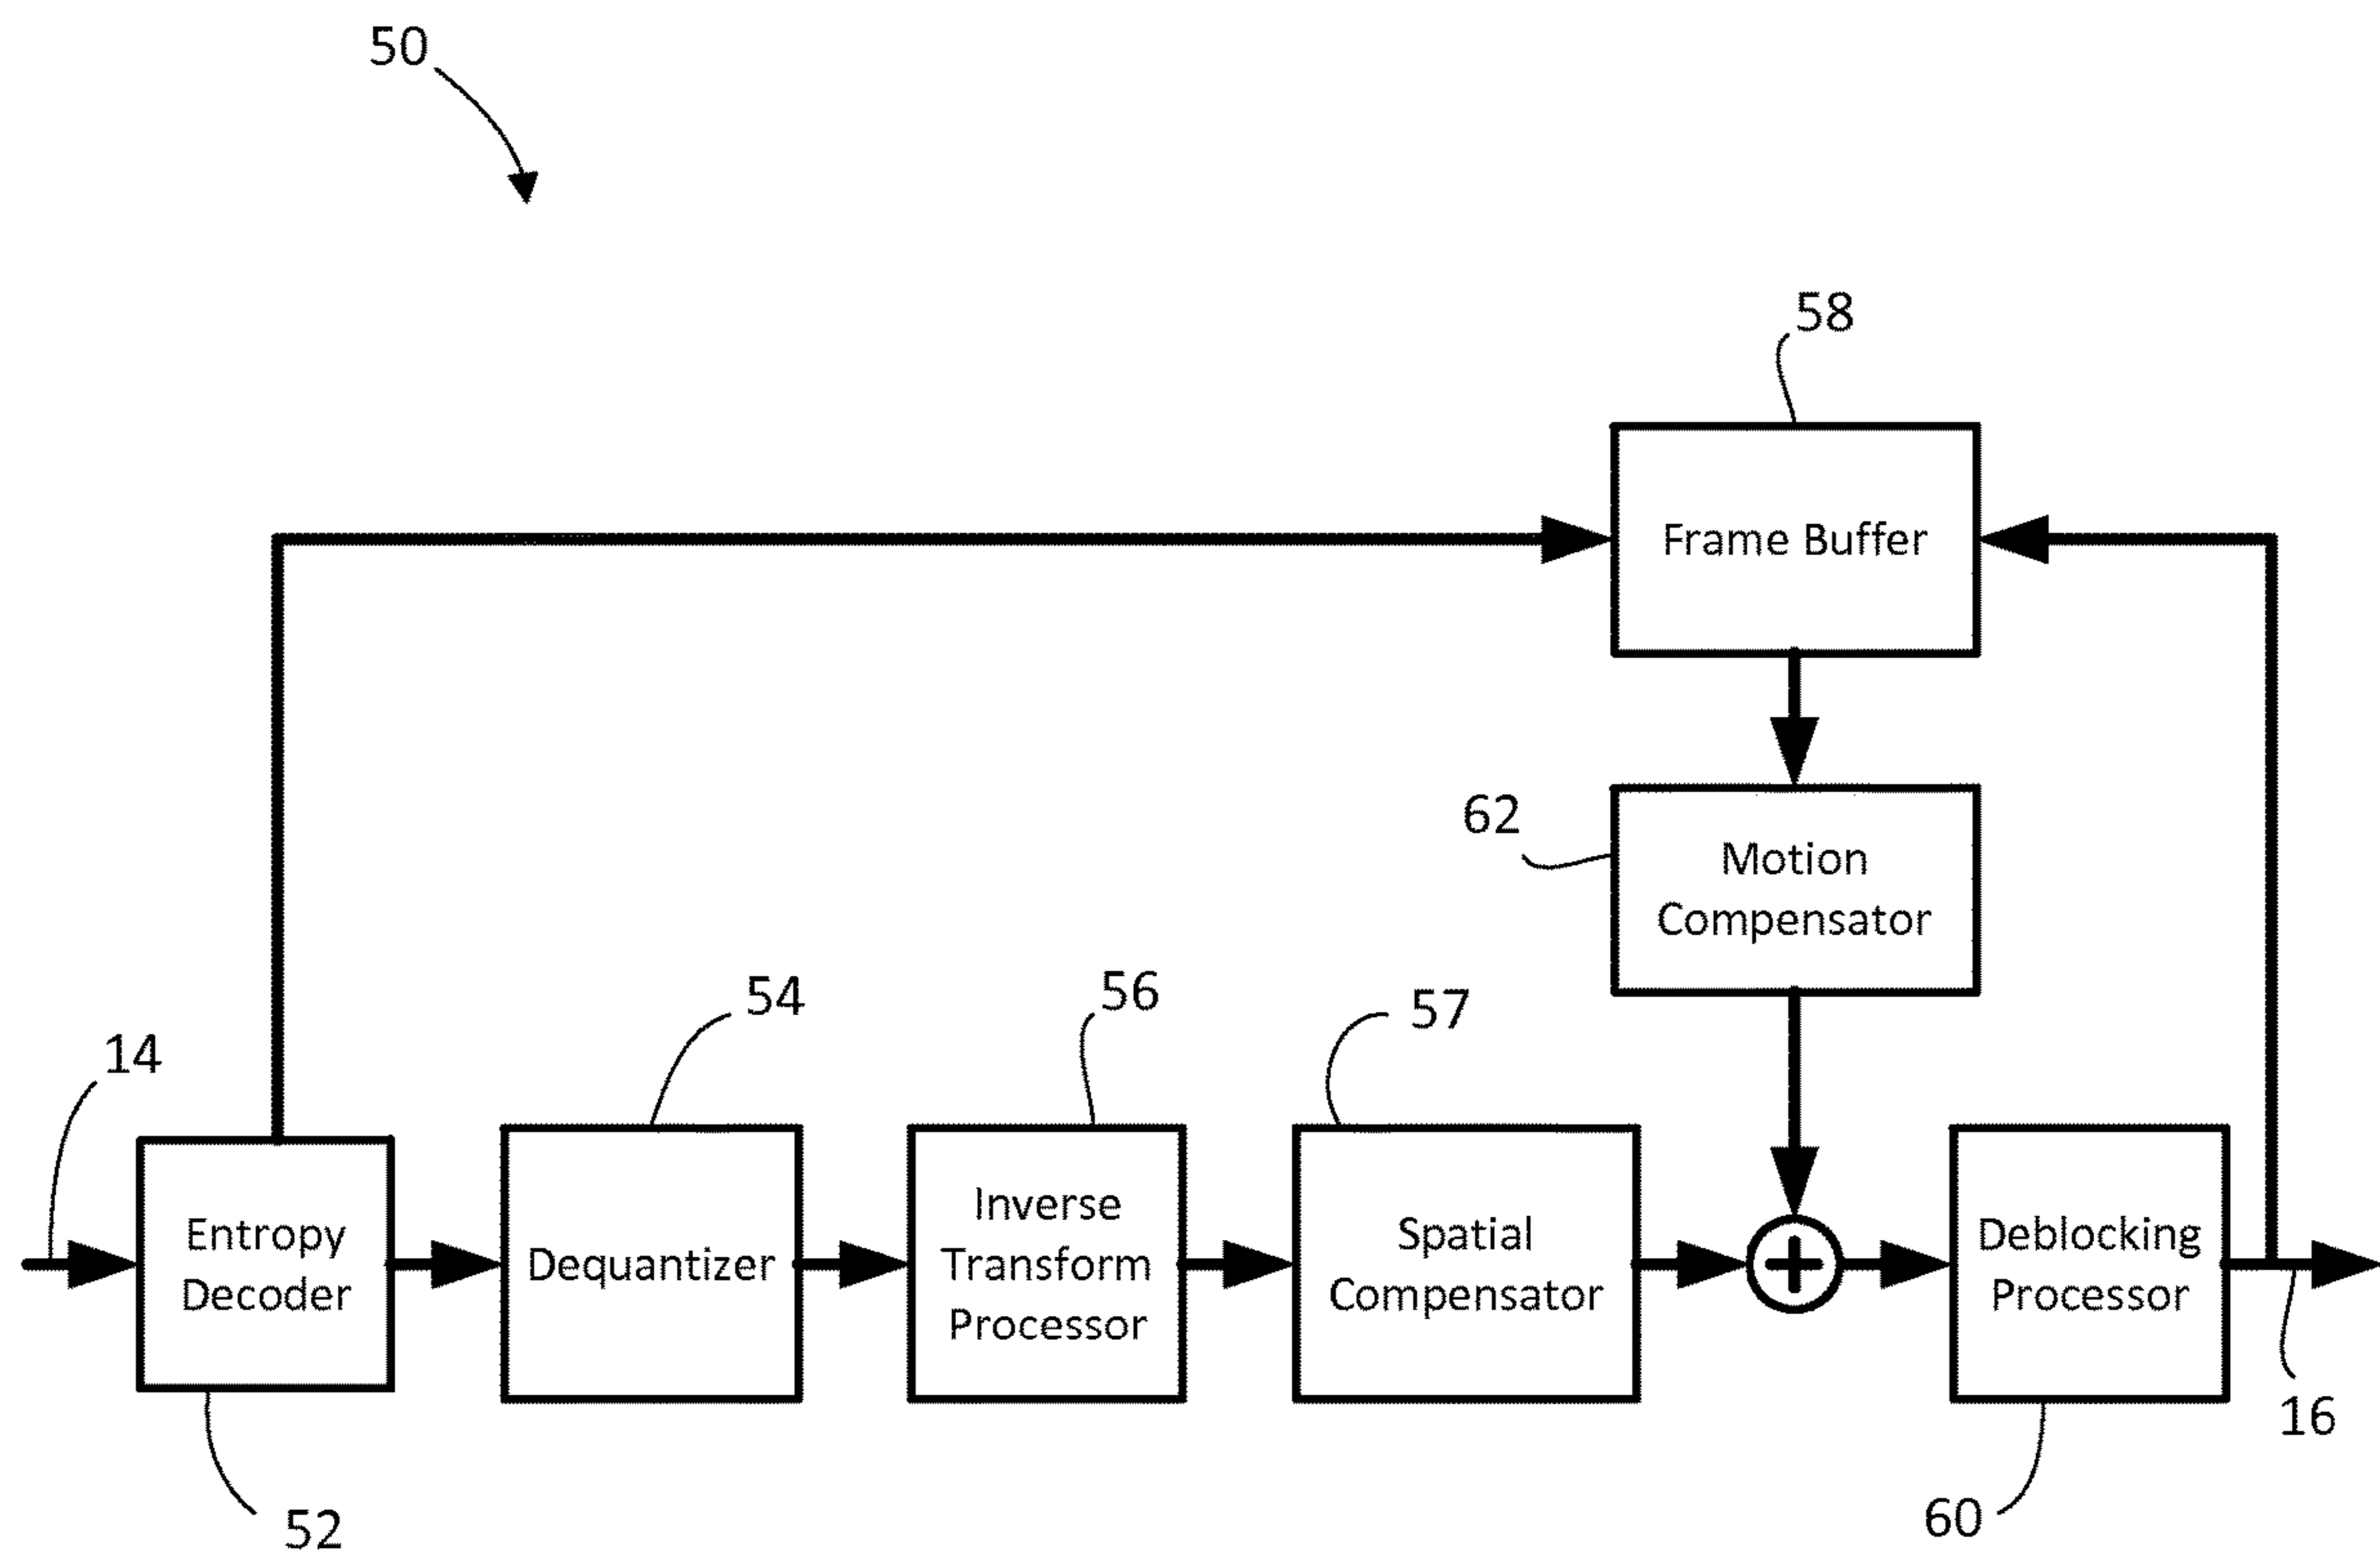 50
58
Frame Buffer
62
Motion
Compensator
14
54
56
57
Entropy
Decoder
Dequantizer
Inverse
Transform
Processor
Spatial
Compensator
Deblocking
Processor
16
52
60